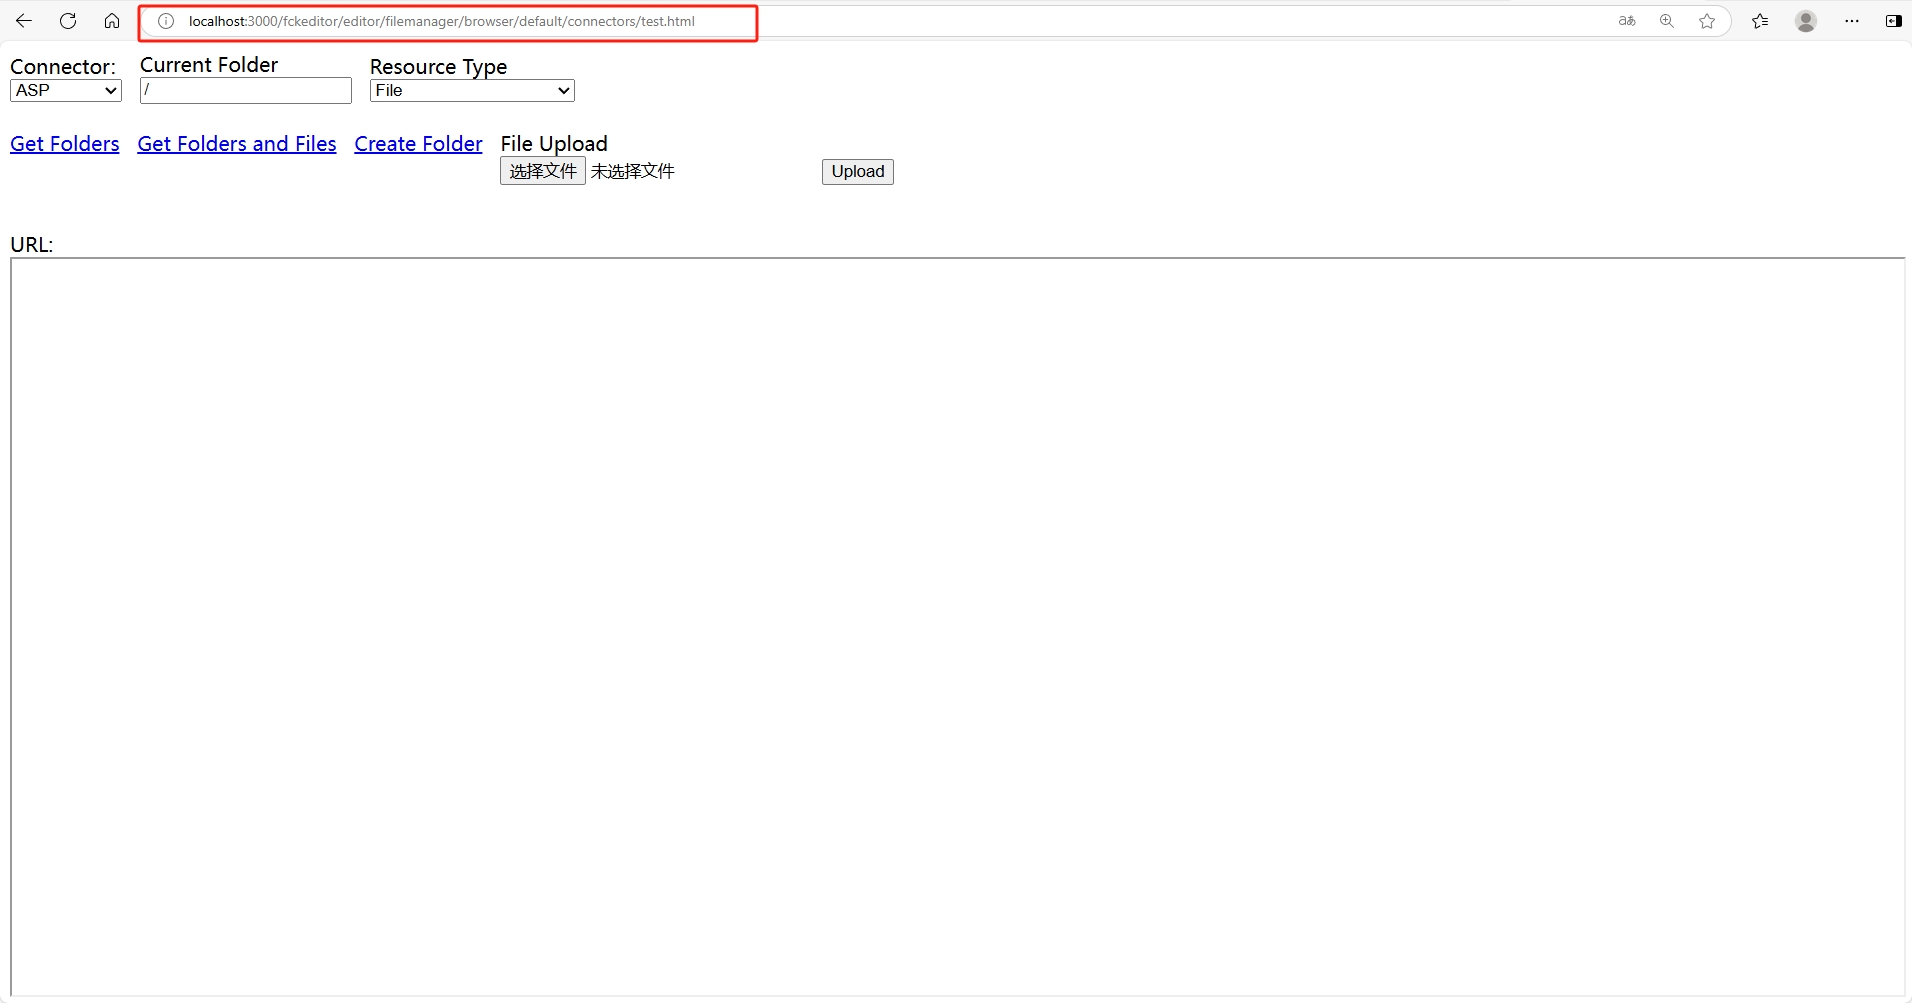 localhost:3000/fckeditor/editor/filemanager/browser/default/connectors/test.html
aあ
Connector: Current Folder Resource Type
ASP / File
Get Folders Get Folders and Files Create Folder File Upload
选择文件 未选择文件 Upload
URL: